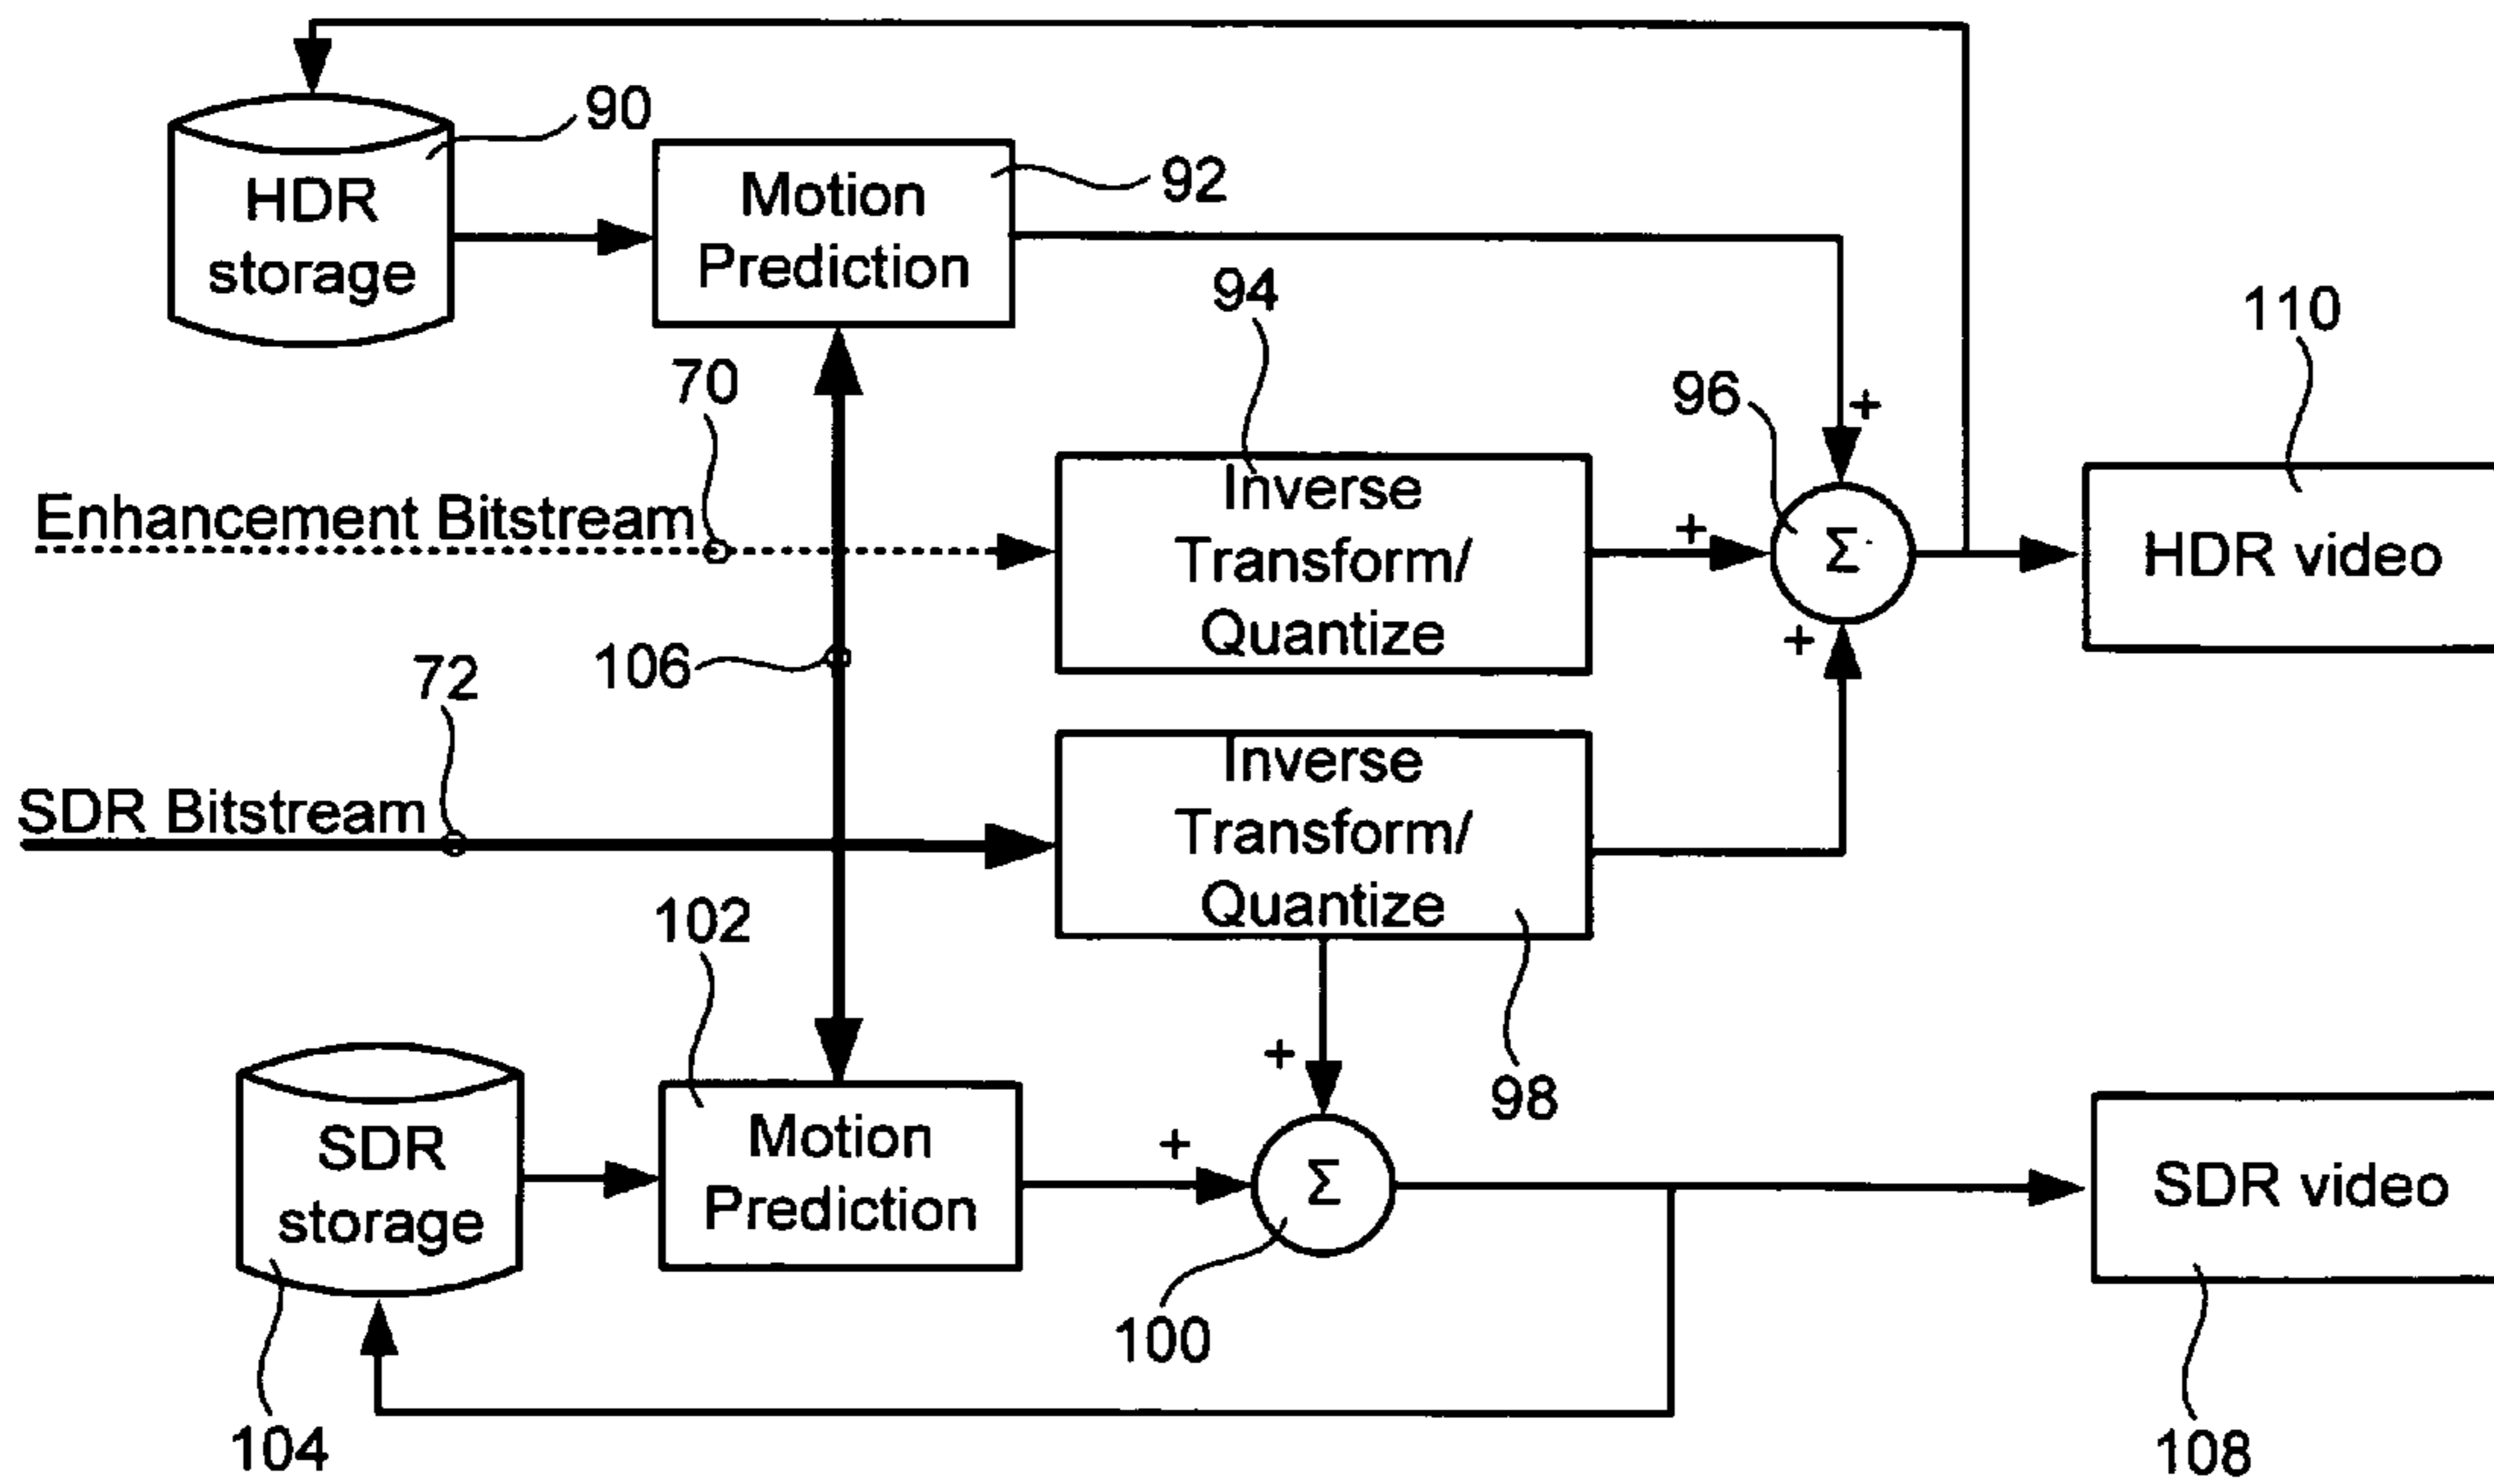 90
HDR
storage
Motion
Prediction
92
94
110
70
96
+
Enhancement Bitstream
Inverse
Transform/
Quantize
+
Σ
HDR video
+
106
72
SDR Bitstream
Inverse
Transform/
Quantize
102
+
98
SDR
storage
Motion
Prediction
+
Σ
SDR video
100
104
108